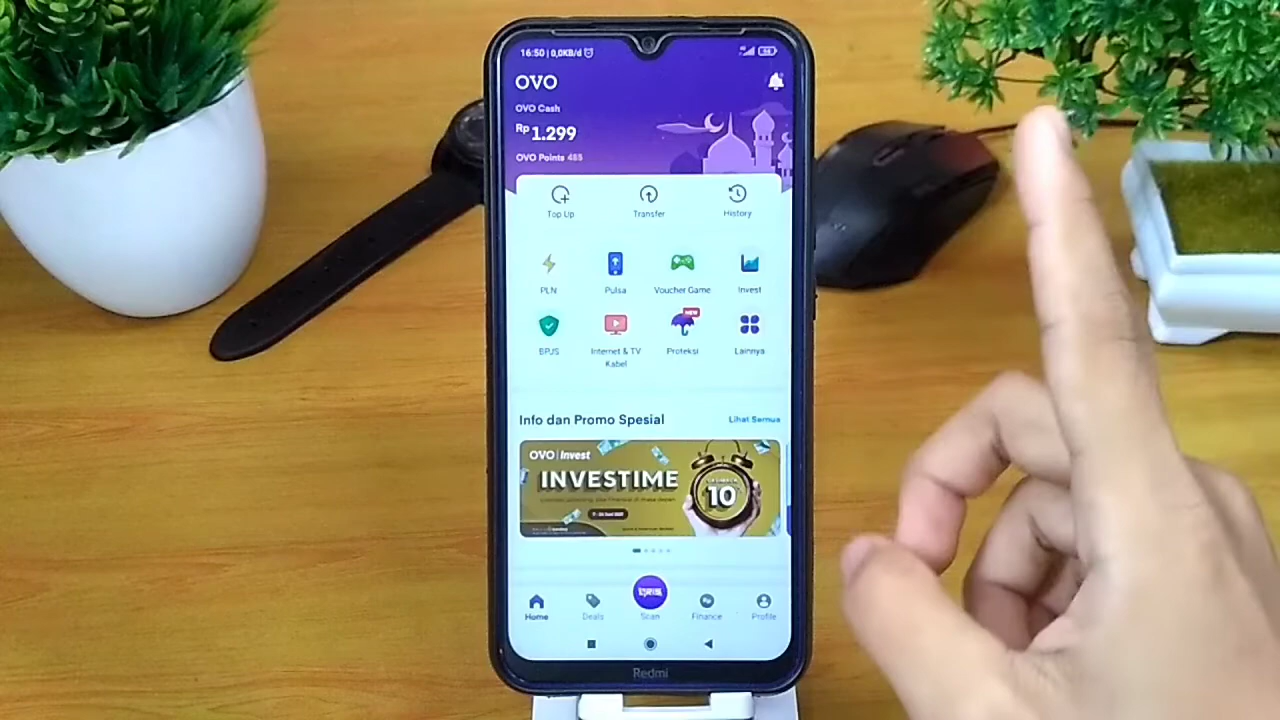 16:50 | 0,0KB/d
OVO
OVO Cash
Rp 1.299
OVO Points 485
Top Up
Transfer
History
PLN
Pulsa
Voucher Game
Invest
NEW
BPJS
Internet & TV
Kabel
Proteksi
Lainnya
Info dan Promo Spesial
Lihat Semua
OVO | Invest
INVESTIME
CASHBACK
10
Home
Deals
Scan
Finance
Profile
Redmi